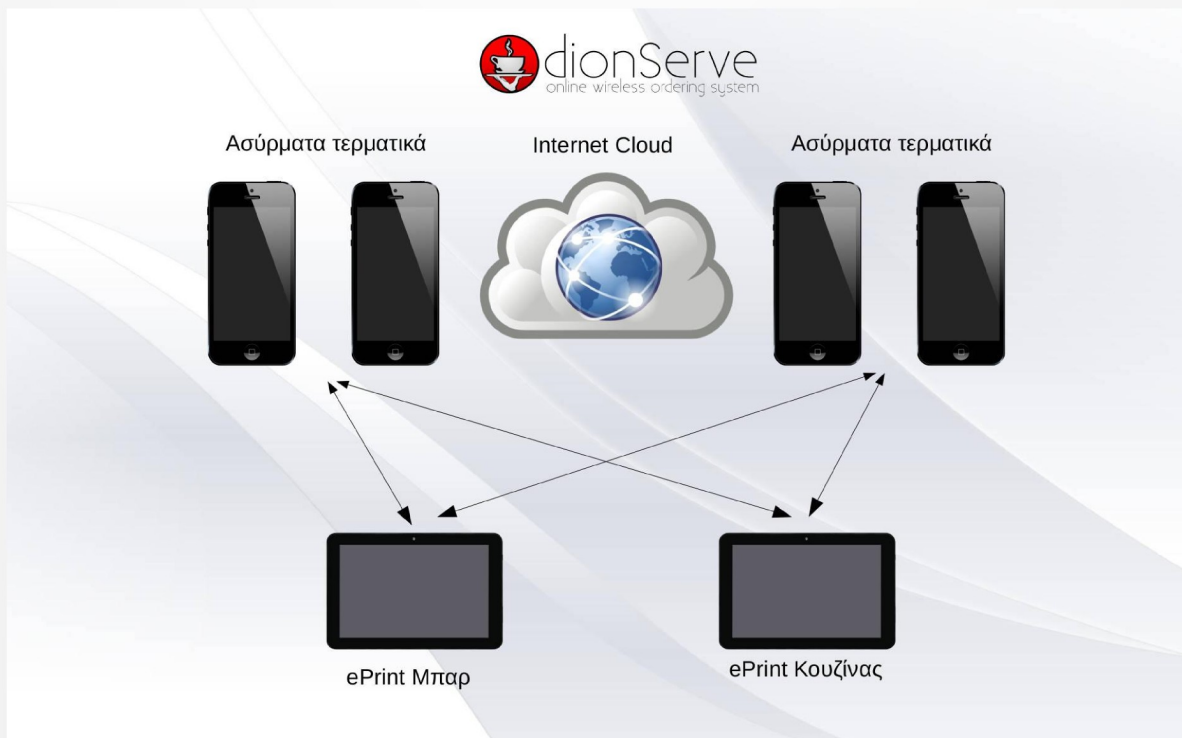 dionServe
online wireless ordering system
Ασύρματα τερματικά
Internet Cloud
Ασύρματα τερματικά
ePrint Μπαρ
ePrint Κουζίνας